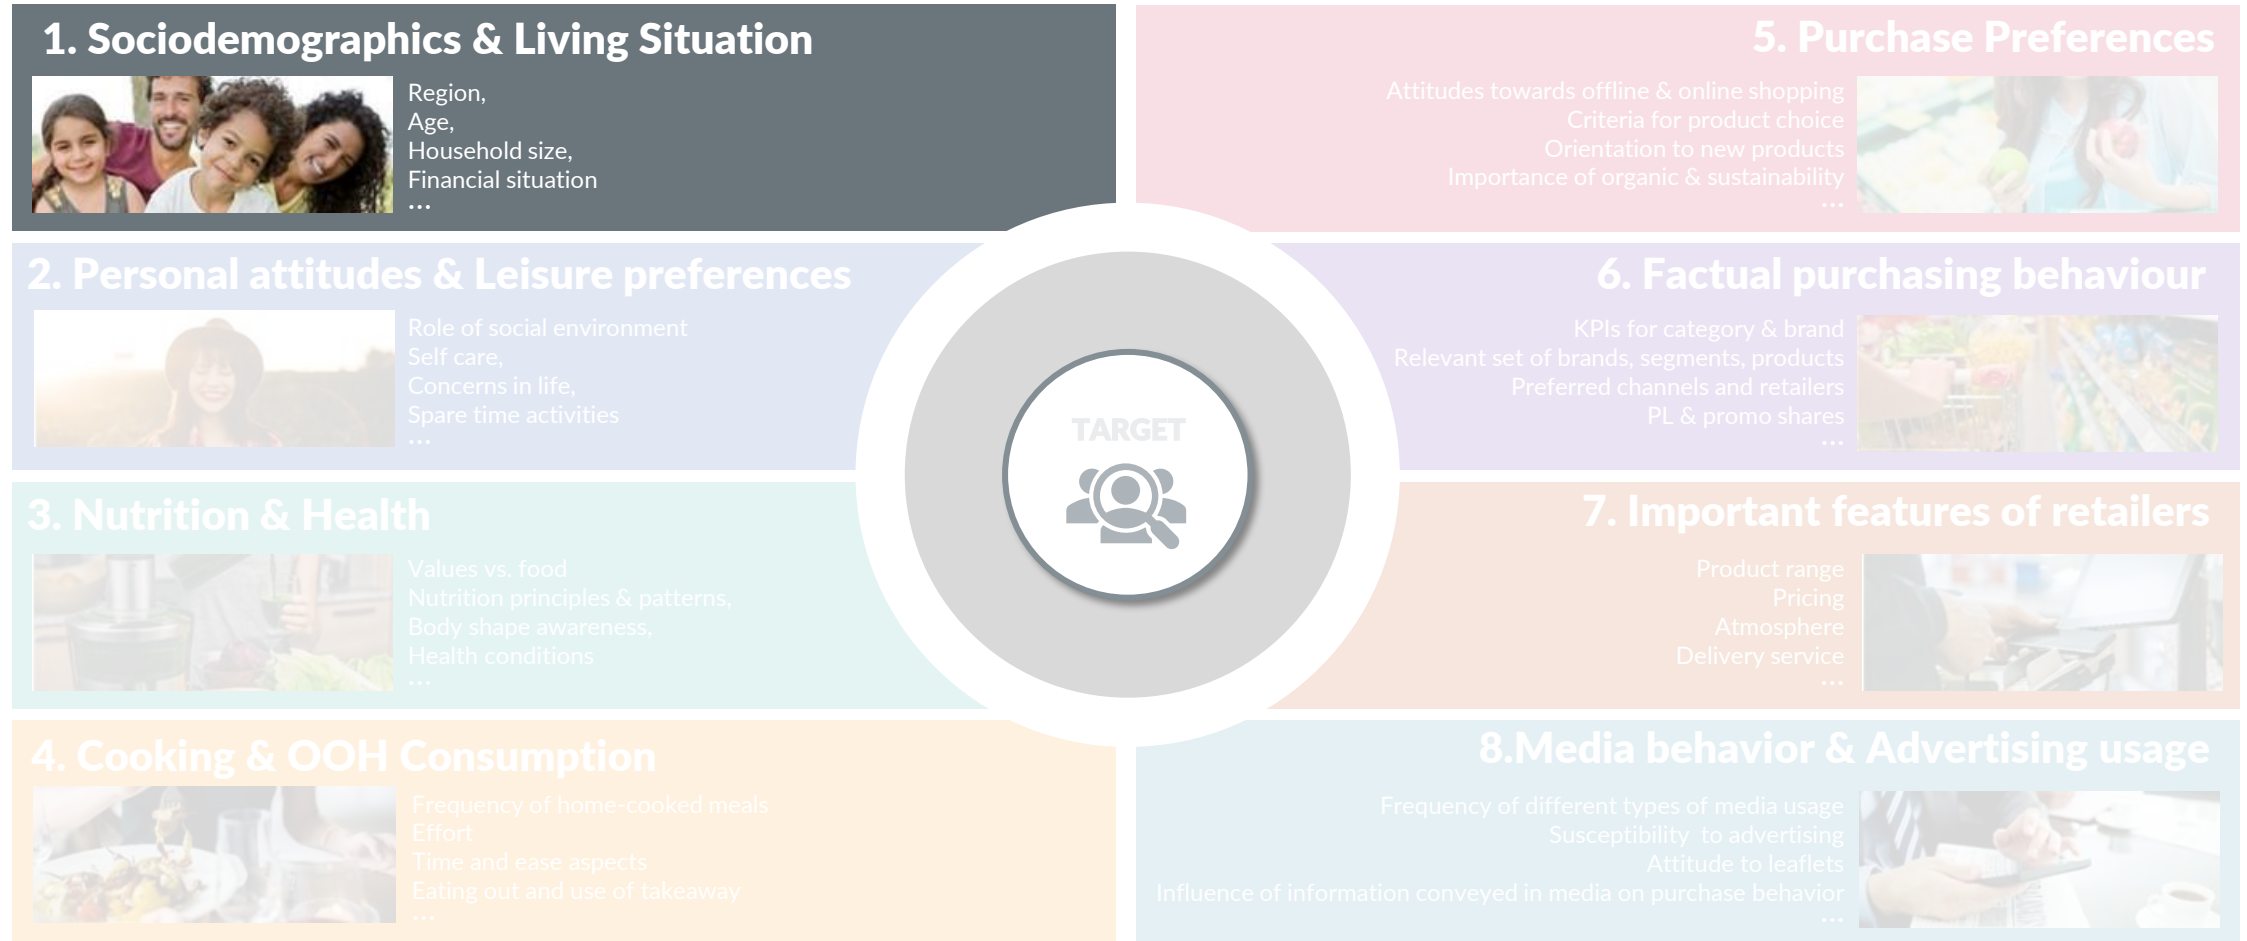 1. Sociodemographics & Living Situation
Region,
Age,
Household size,
Financial situation
...
2. Personal attitudes & Leisure preferences
Role of social environment
Self care,
Concerns in life,
Spare time activities
...
3. Nutrition & Health
Values vs. food
Nutrition principles & patterns,
Body shape awareness,
Health conditions
...
4. Cooking & OOH Consumption
Frequency of home-cooked meals
Effort
Time and ease aspects
Eating out and use of takeaway
...
TARGET
5. Purchase Preferences
Attitudes towards offline & online shopping
Criteria for product choice
Orientation to new products
Importance of organic & sustainability
...
6. Factual purchasing behaviour
KPIs for category & brand
Relevant set of brands, segments, products
Preferred channels and retailers
PL & promo shares
...
7. Important features of retailers
Product range
Pricing
Atmosphere
Delivery service
...
8.Media behavior & Advertising usage
Frequency of different types of media usage
Susceptibility  to advertising
Attitude to leaflets
Influence of information conveyed in media on purchase behavior
...